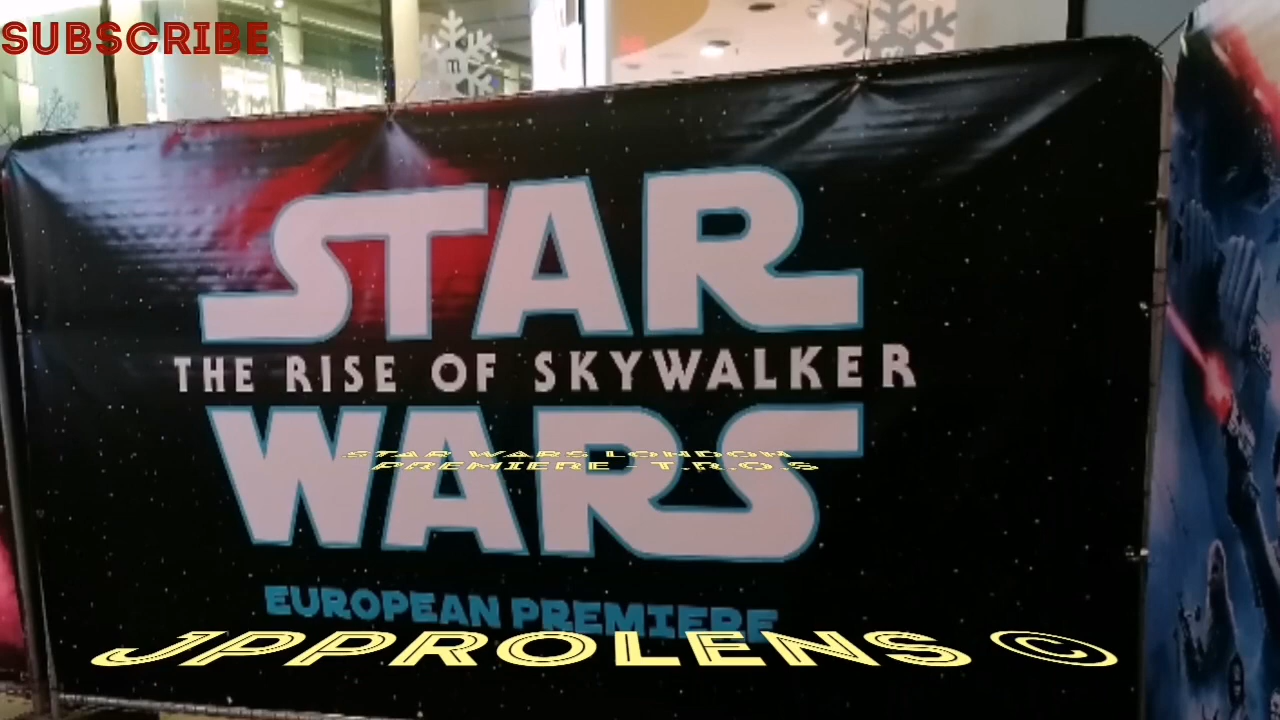 SUBSCRIBE
m
STAR
THE RISE OF SKYWALKER
WARS
STAR WARS LONDON
PREMIERE - T.R.O.S
EUROPEAN PREMIERE
JPPROLENS ©